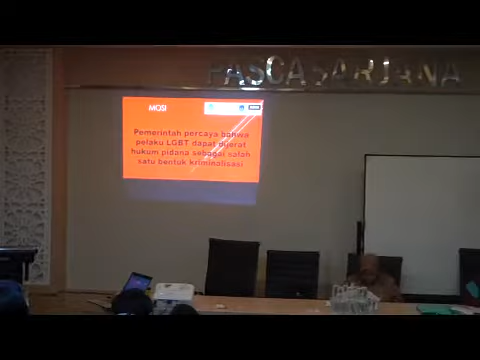 PASCASARJANA
MOSI
Pemerintah percaya bahwa
pelaku LGBT dapat dijerat
hukum pidana sebagai salah
satu bentuk kriminalisasi